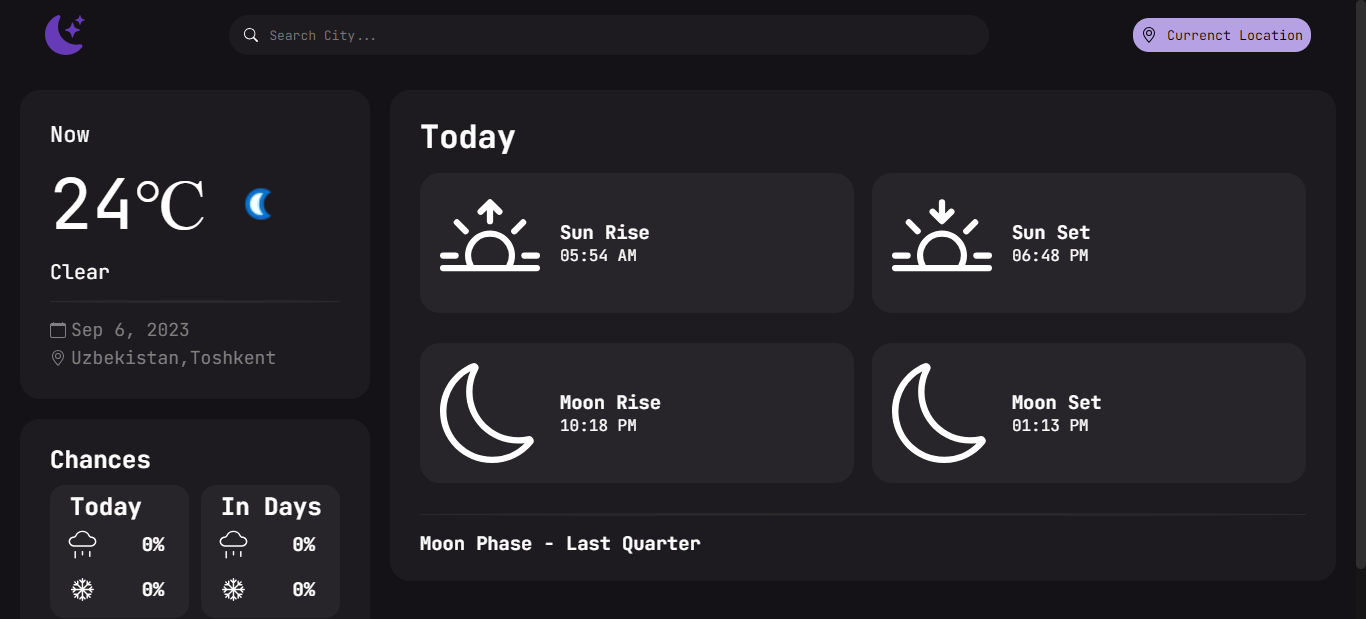 Search City...
Currenct Location
Now
24℃
Clear
Sep 6, 2023
Uzbekistan,Toshkent
Chances
Today
0%
0%
In Days
0%
0%
Today
Sun Rise
05:54 AM
Sun Set
06:48 PM
Moon Rise
10:18 PM
Moon Set
01:13 PM
Moon Phase - Last Quarter